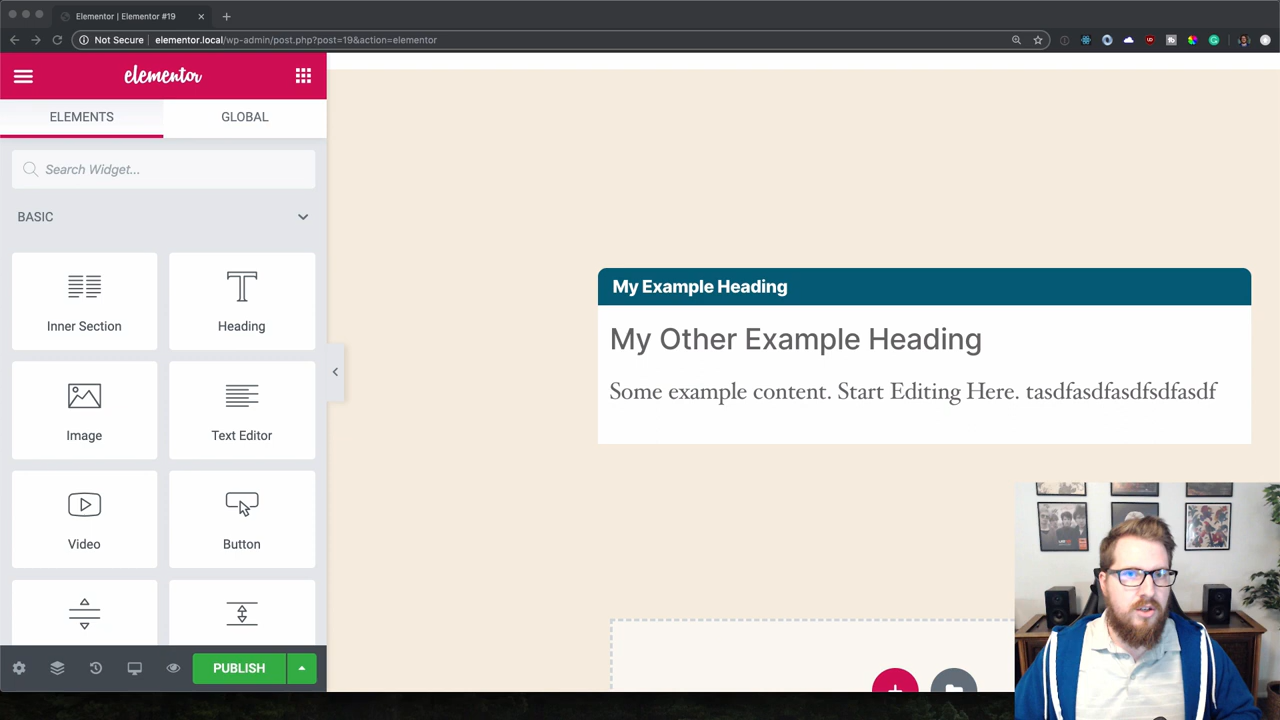 Elementor | Elementor #19
Not Secure
elementor.local/wp-admin/post.php?post=19&action=elementor
elementor
ELEMENTS
GLOBAL
Search Widget...
BASIC
Inner Section
Heading
Image
Text Editor
Video
Button
PUBLISH
My Example Heading
My Other Example Heading
Some example content. Start Editing Here. tasdfasdfasdfsdfasdf